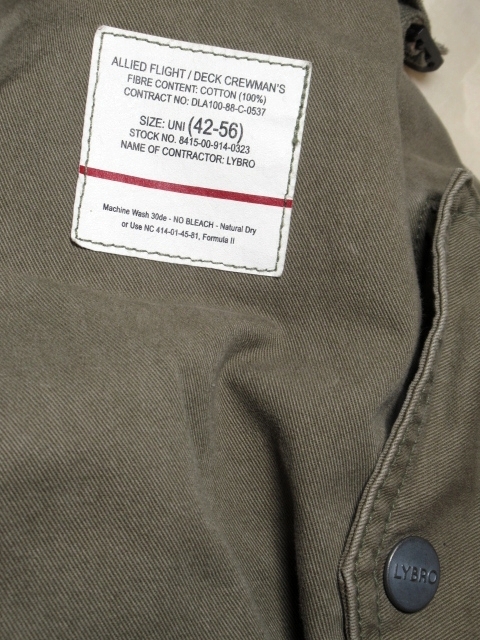 ALLIED FLIGHT / DECK CREWMAN'S
FIBRE CONTENT: COTTON (100%)
CONTRACT NO: DLA100-88-C-0537
SIZE: UNI (42-56)
STOCK NO. 8415-00-914-0323
NAME OF CONTRACTOR: LYBRO
Machine Wash 30de - NO BLEACH - Natural Dry
or Use NC 414-01-45-81, Formula II
LYBRO